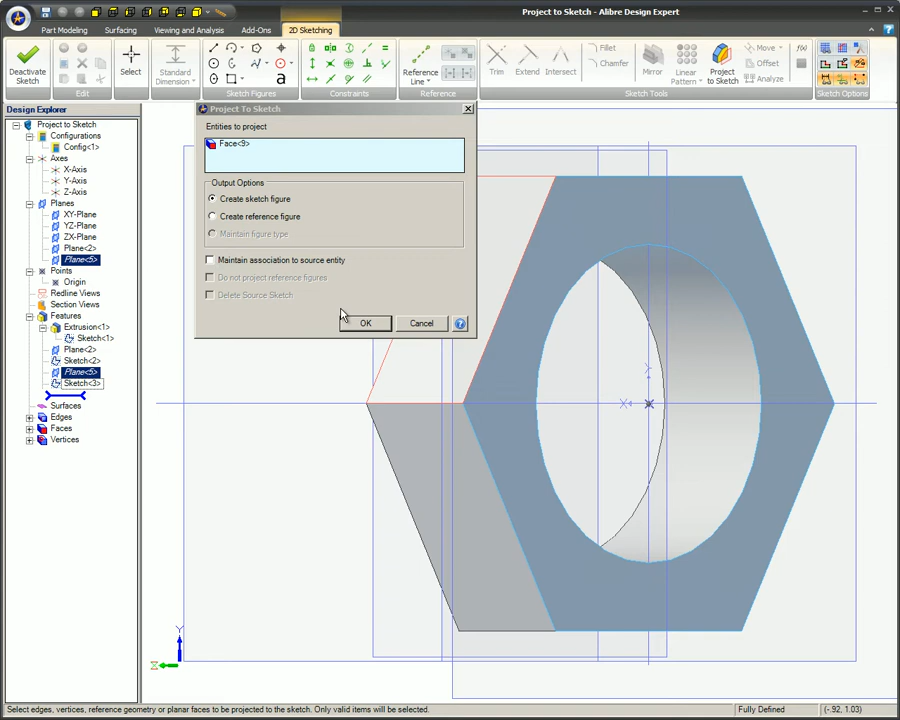 Project to Sketch - Alibre Design Expert
Part Modeling
Surfacing
Viewing and Analysis
Add-Ons
2D Sketching
Deactivate
Sketch
Edit
Select
Standard
Dimension
a
Sketch Figures
Constraints
Reference
Line
Reference
Trim
Extend
Intersect
Fillet
Chamfer
Mirror
Linear
Pattern
Project
to Sketch
Move
Offset
Analyze
f(x)
Sketch Tools
Sketch Options
Design Explorer
Project to Sketch
Configurations
Config<1>
Axes
X-Axis
Y-Axis
Z-Axis
Planes
XY-Plane
YZ-Plane
ZX-Plane
Plane<2>
Plane<5>
Points
Origin
Redline Views
Section Views
Features
Extrusion<1>
Sketch<1>
Plane<2>
Sketch<2>
Plane<5>
Sketch<3>
Surfaces
Edges
Faces
Vertices
Project To Sketch
Entities to project
Face<9>
Output Options
Create sketch figure
Create reference figure
Maintain figure type
Maintain association to source entity
Do not project reference figures
Delete Source Sketch
OK
Cancel
Y
X
Y
Z
Select edges, vertices, reference geometry or planar faces to be projected to the sketch. Only valid items will be selected.
Fully Defined
(-.92, 1.03)